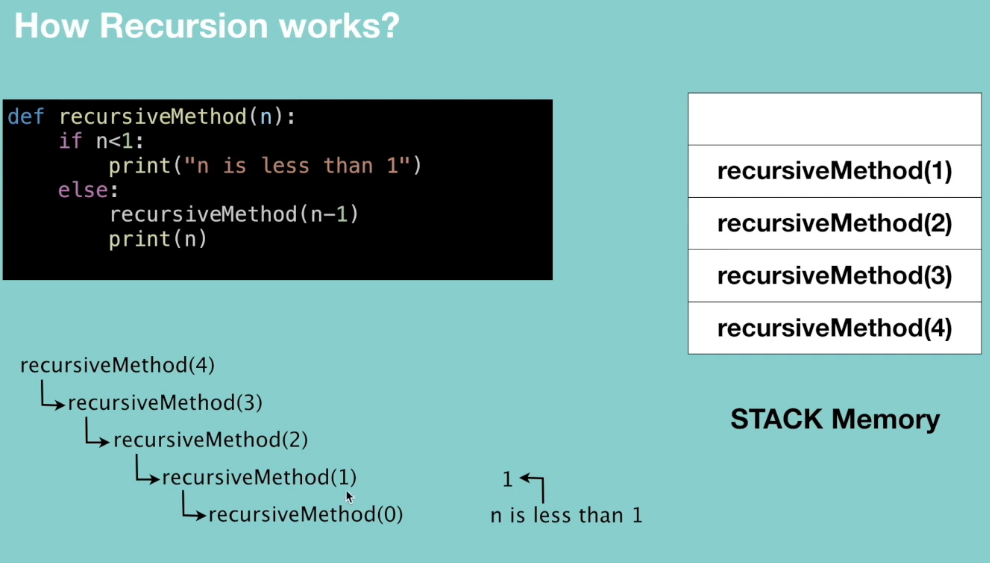 How Recursion works?
def recursiveMethod(n):
    if n<1:
        print("n is less than 1")
    else:
        recursiveMethod(n-1)
        print(n)
recursiveMethod(1)
recursiveMethod(2)
recursiveMethod(3)
recursiveMethod(4)
STACK Memory
recursiveMethod(4)
recursiveMethod(3)
recursiveMethod(2)
recursiveMethod(1)
recursiveMethod(0)
1
n is less than 1